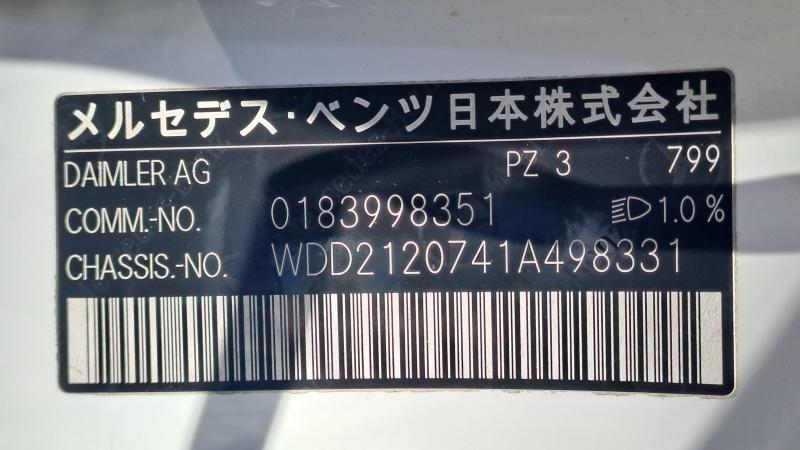 メルセデス・ベンツ日本株式会社
DAIMLER AG PZ 3 799
COMM.-NO. 0183998351 1.0 %
CHASSIS.-NO. WDD2120741A498331